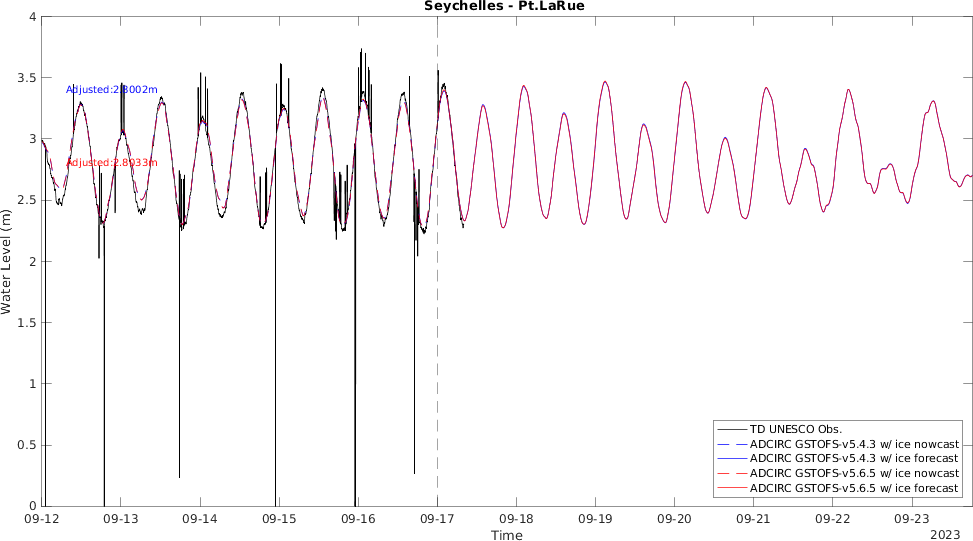 Seychelles - Pt.LaRue
4
3.5
3
2.5
2
1.5
1
0.5
0
Water Level (m)
Adjusted:2.8002m
Adjusted:2.8033m
TD UNESCO Obs.
ADCIRC GSTOFS-v5.4.3 w/ ice nowcast
ADCIRC GSTOFS-v5.4.3 w/ ice forecast
ADCIRC GSTOFS-v5.6.5 w/ ice nowcast
ADCIRC GSTOFS-v5.6.5 w/ ice forecast
09-12 09-13 09-14 09-15 09-16 09-17 09-18 09-19 09-20 09-21 09-22 09-23
Time
2023